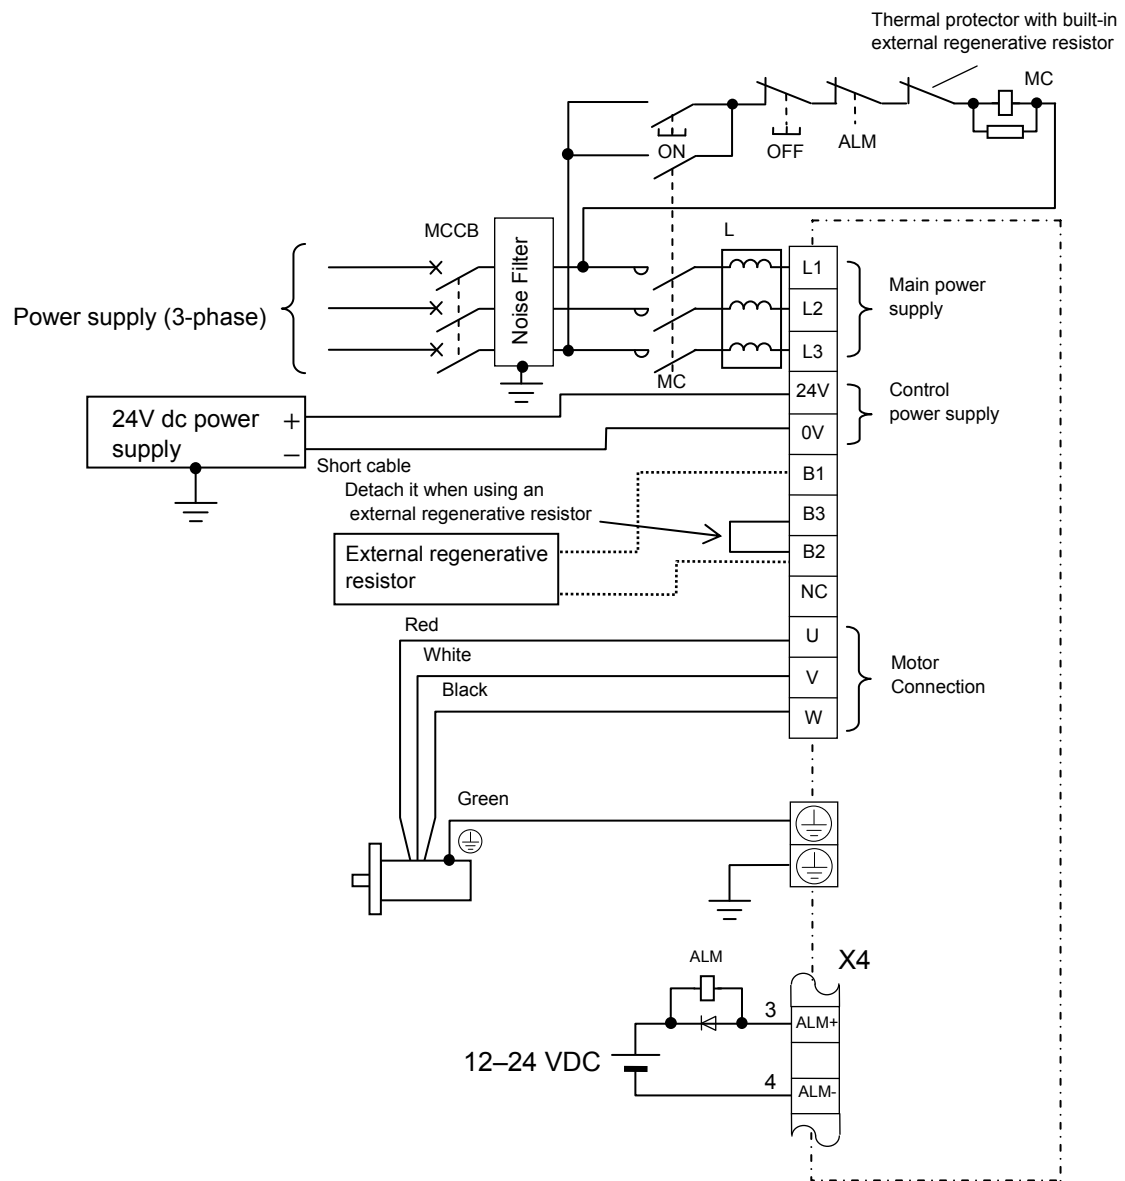 Thermal protector with built-in
external regenerative resistor
MC
ON
OFF
ALM
MCCB
L
Noise Filter
Power supply (3-phase)
L1
L2
L3
Main power
supply
MC
24V
0V
Control
power supply
24V dc power
supply
+
−
Short cable
Detach it when using an
external regenerative resistor
B1
B3
B2
NC
External regenerative
resistor
Red
White
Black
U
V
W
Motor
Connection
Green
X4
ALM
3
ALM+
12–24 VDC
4
ALM-